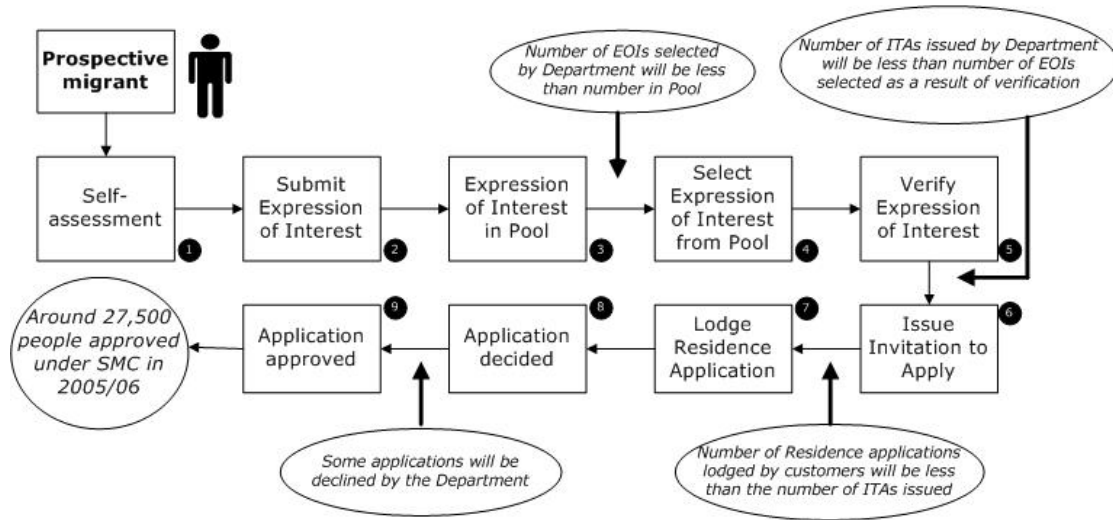 Prospective
migrant
Number of EOIs selected
by Department will be less
than number in Pool
Number of ITAs issued by Department
will be less than number of EOIs
selected as a result of verification
Self-
assessment
1
Submit
Expression
of Interest
2
Expression
of Interest
in Pool
3
Select
Expression
of Interest
from Pool
4
Verify
Expression
of Interest
5
Issue
Invitation to
Apply
6
Lodge
Residence
Application
7
Application
decided
8
Application
approved
9
Around 27,500
people approved
under SMC in
2005/06
Some applications will be
declined by the Department
Number of Residence applications
lodged by customers will be less
than the number of ITAs issued